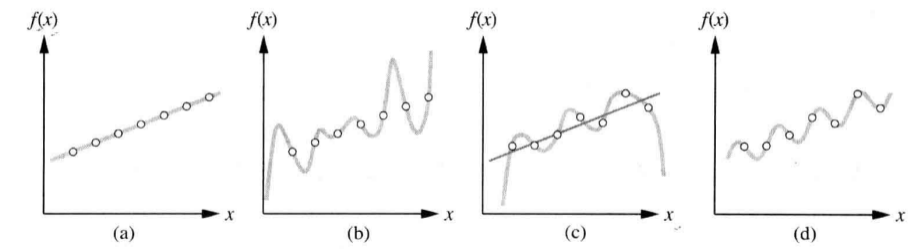 f(x) f(x) f(x) f(x)
x x x x
(a) (b) (c) (d)